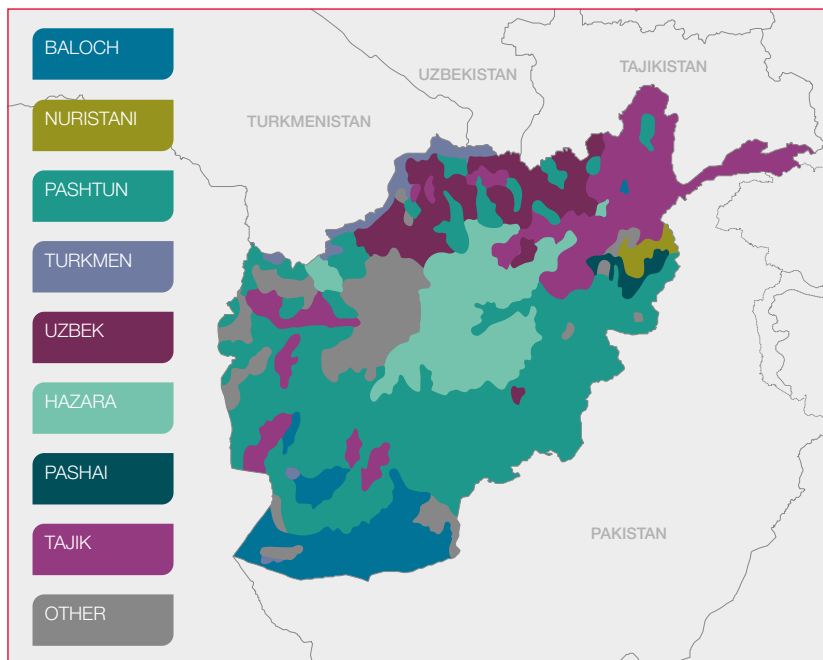 BALOCH
NURISTANI
PASHTUN
TURKMEN
UZBEK
HAZARA
PASHAI
TAJIK
OTHER
UZBEKISTAN
TAJIKISTAN
TURKMENISTAN
PAKISTAN